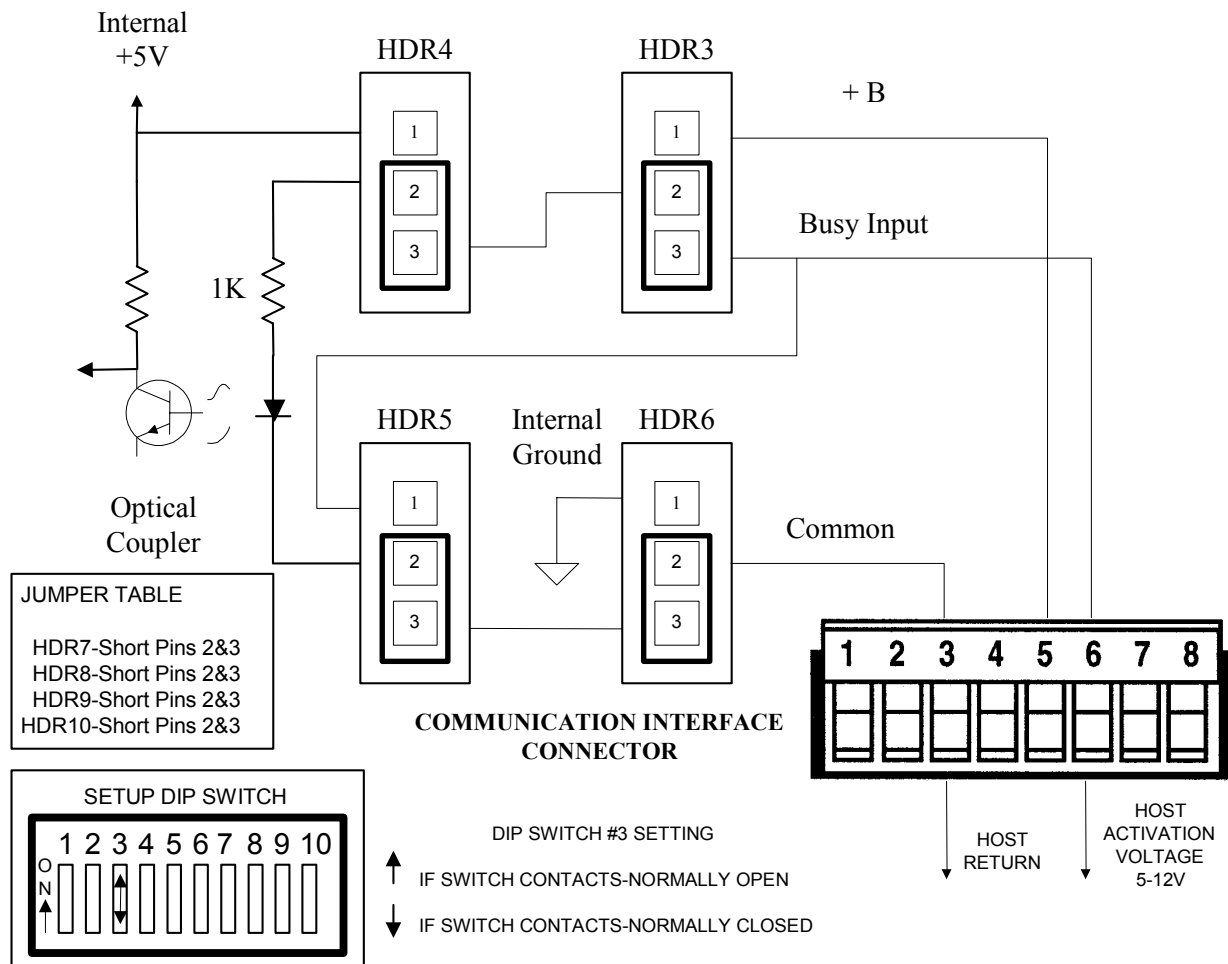 Internal
+5V
HDR4
HDR3
+ B
1
2
3
1
2
3
Busy Input
1K
HDR5
Internal
Ground
HDR6
Optical
Coupler
1
2
3
1
2
3
Common
JUMPER TABLE
HDR7-Short Pins 2&3
HDR8-Short Pins 2&3
HDR9-Short Pins 2&3
HDR10-Short Pins 2&3
1 2 3 4 5 6 7 8
COMMUNICATION INTERFACE
CONNECTOR
SETUP DIP SWITCH
1 2 3 4 5 6 7 8 9 10
ON
DIP SWITCH #3 SETTING
IF SWITCH CONTACTS-NORMALLY OPEN
IF SWITCH CONTACTS-NORMALLY CLOSED
HOST
RETURN
HOST
ACTIVATION
VOLTAGE
5-12V